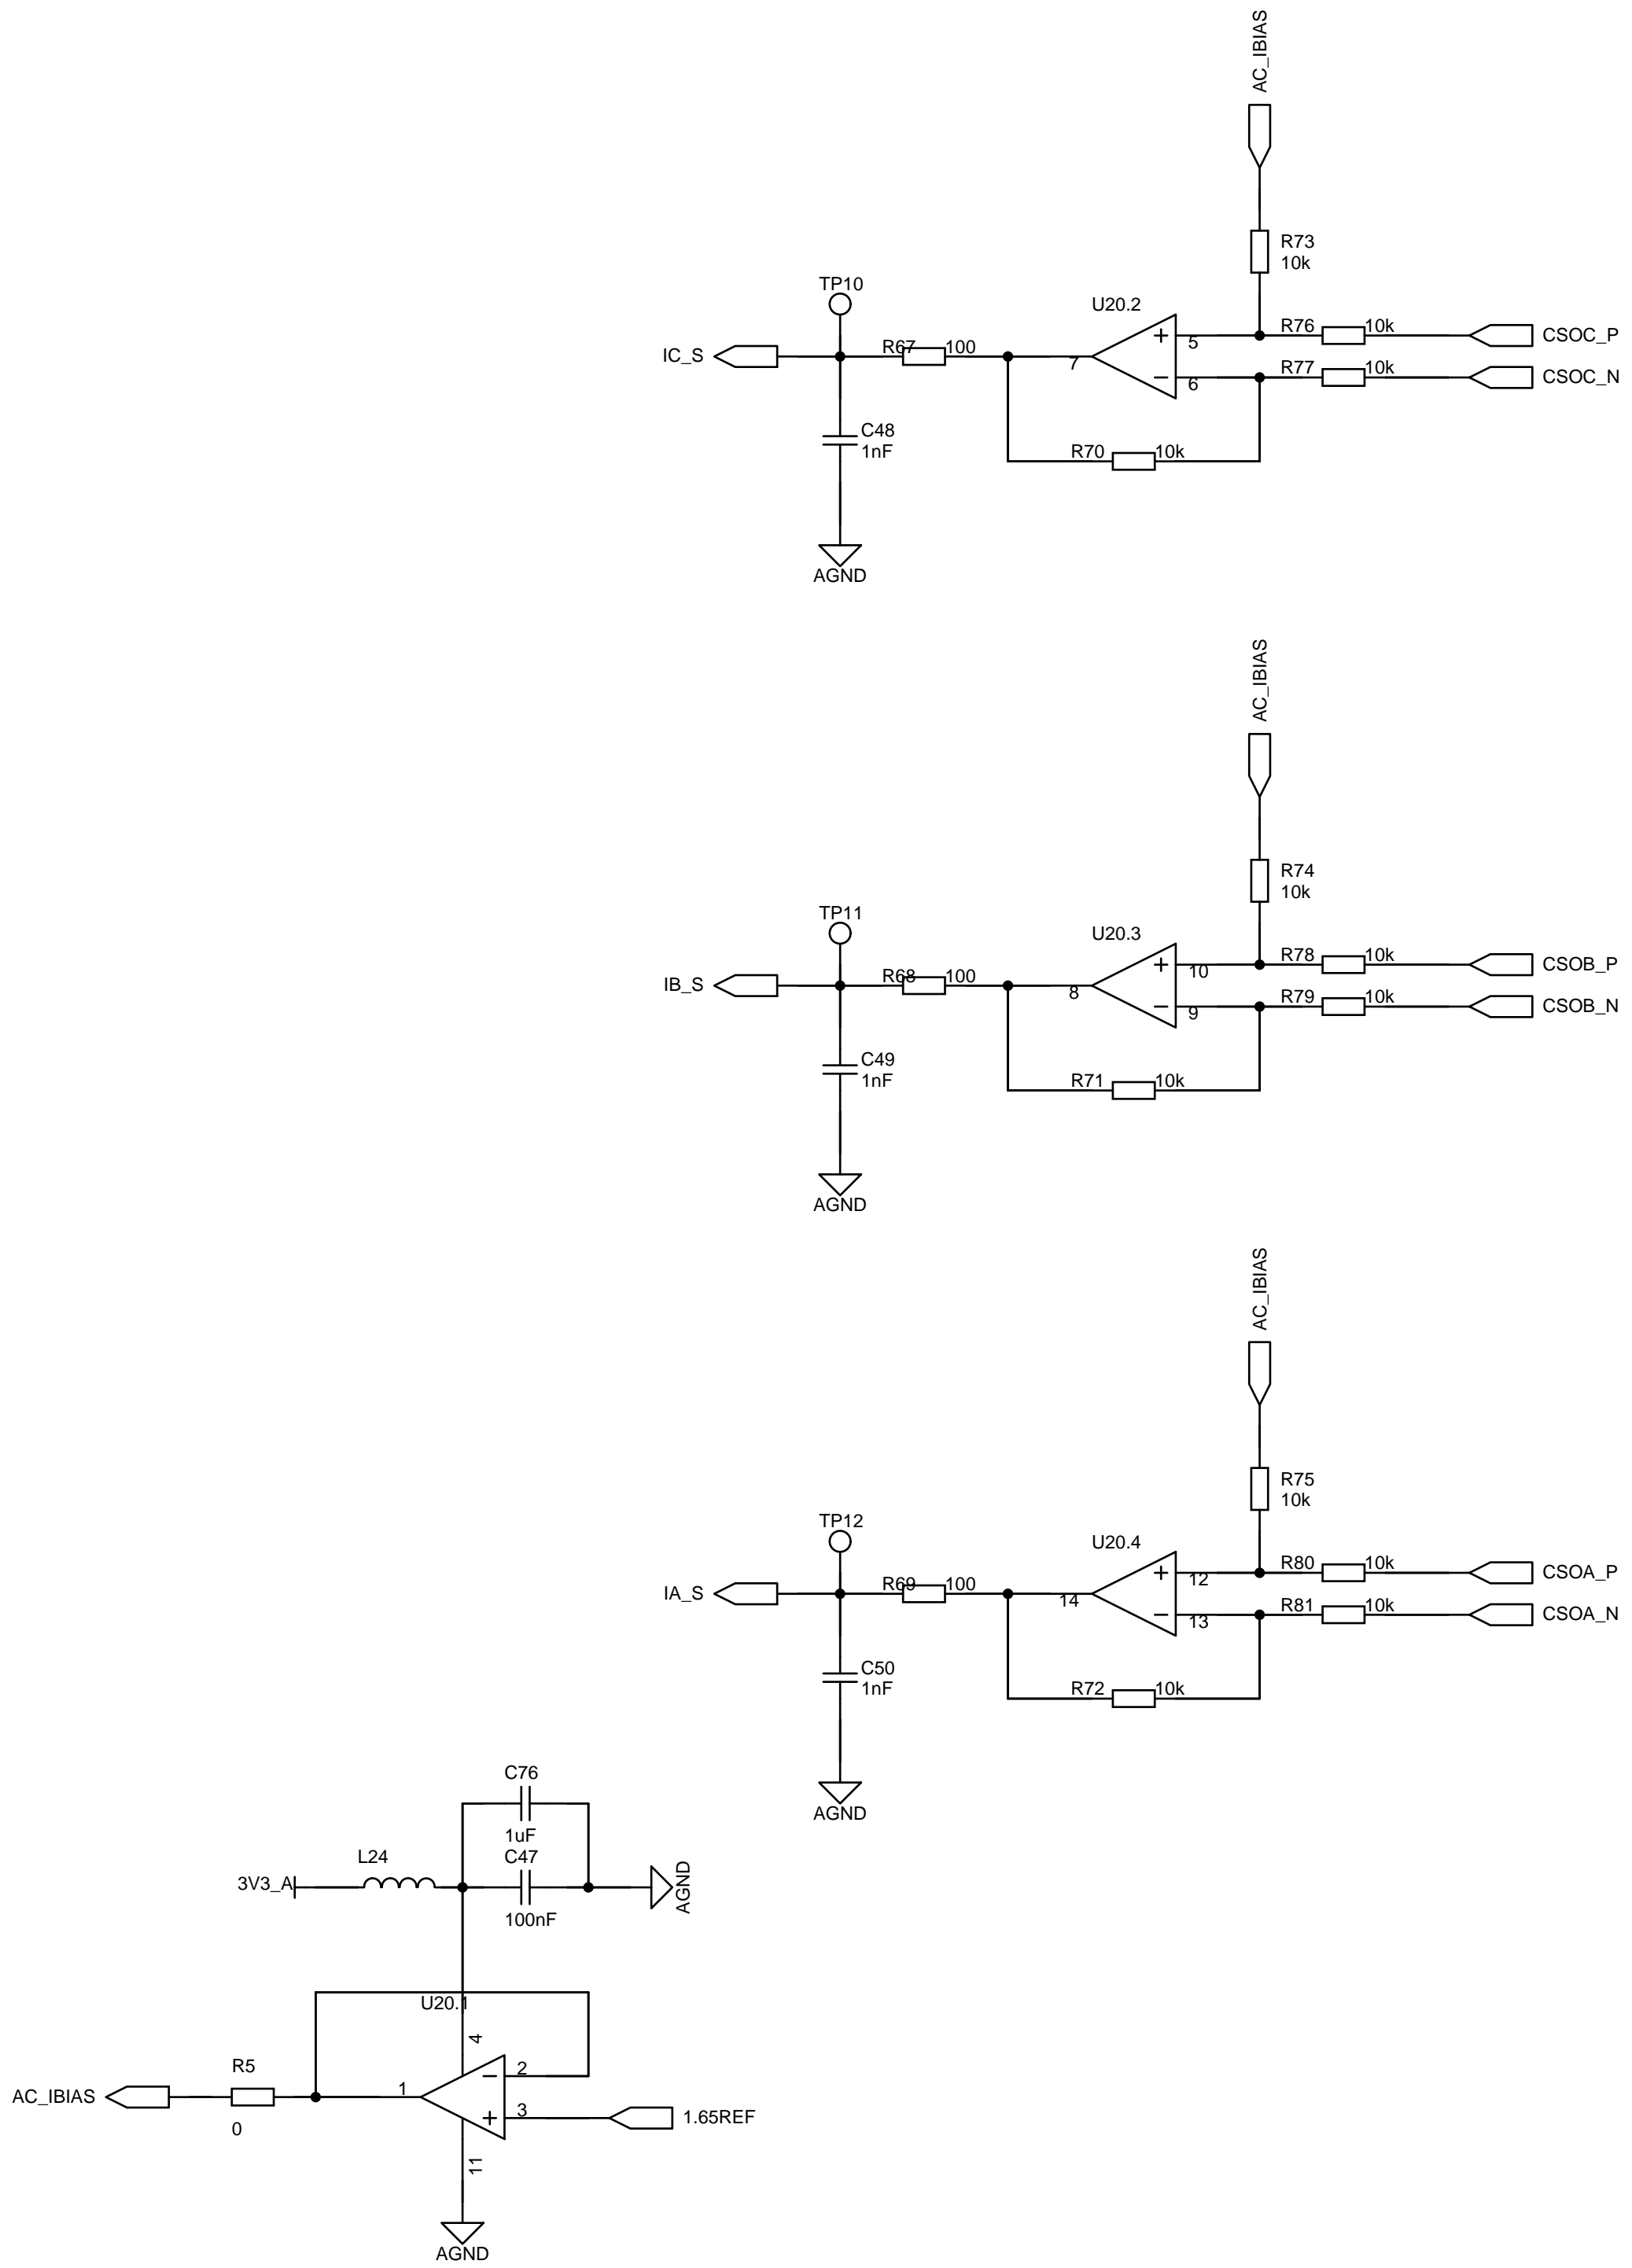 AC_IBIAS
R73
10k
TP10
U20.2
IC_S
R67
100
7
5
6
R76
10k
CSOC_P
R77
10k
CSOC_N
C48
1nF
R70
10k
AGND
AC_IBIAS
R74
10k
TP11
U20.3
IB_S
R68
100
8
10
9
R78
10k
CSOB_P
R79
10k
CSOB_N
C49
1nF
R71
10k
AGND
AC_IBIAS
R75
10k
TP12
U20.4
IA_S
R69
100
14
12
13
R80
10k
CSOA_P
R81
10k
CSOA_N
C50
1nF
R72
10k
AGND
C76
1uF
L24
C47
3V3_A
100nF
AGND
U20.1
4
R5
2
AC_IBIAS
1
3
1.65REF
0
11
AGND